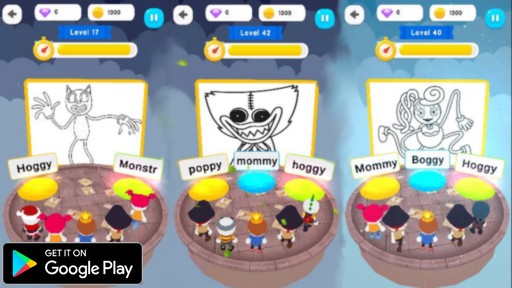 0
1000
Level 17
Hoggy
Monstr
0
1000
Level 42
poppy
mommy
hoggy
0
1000
Level 40
Mommy
Boggy
Hoggy
GET IT ON
Google Play